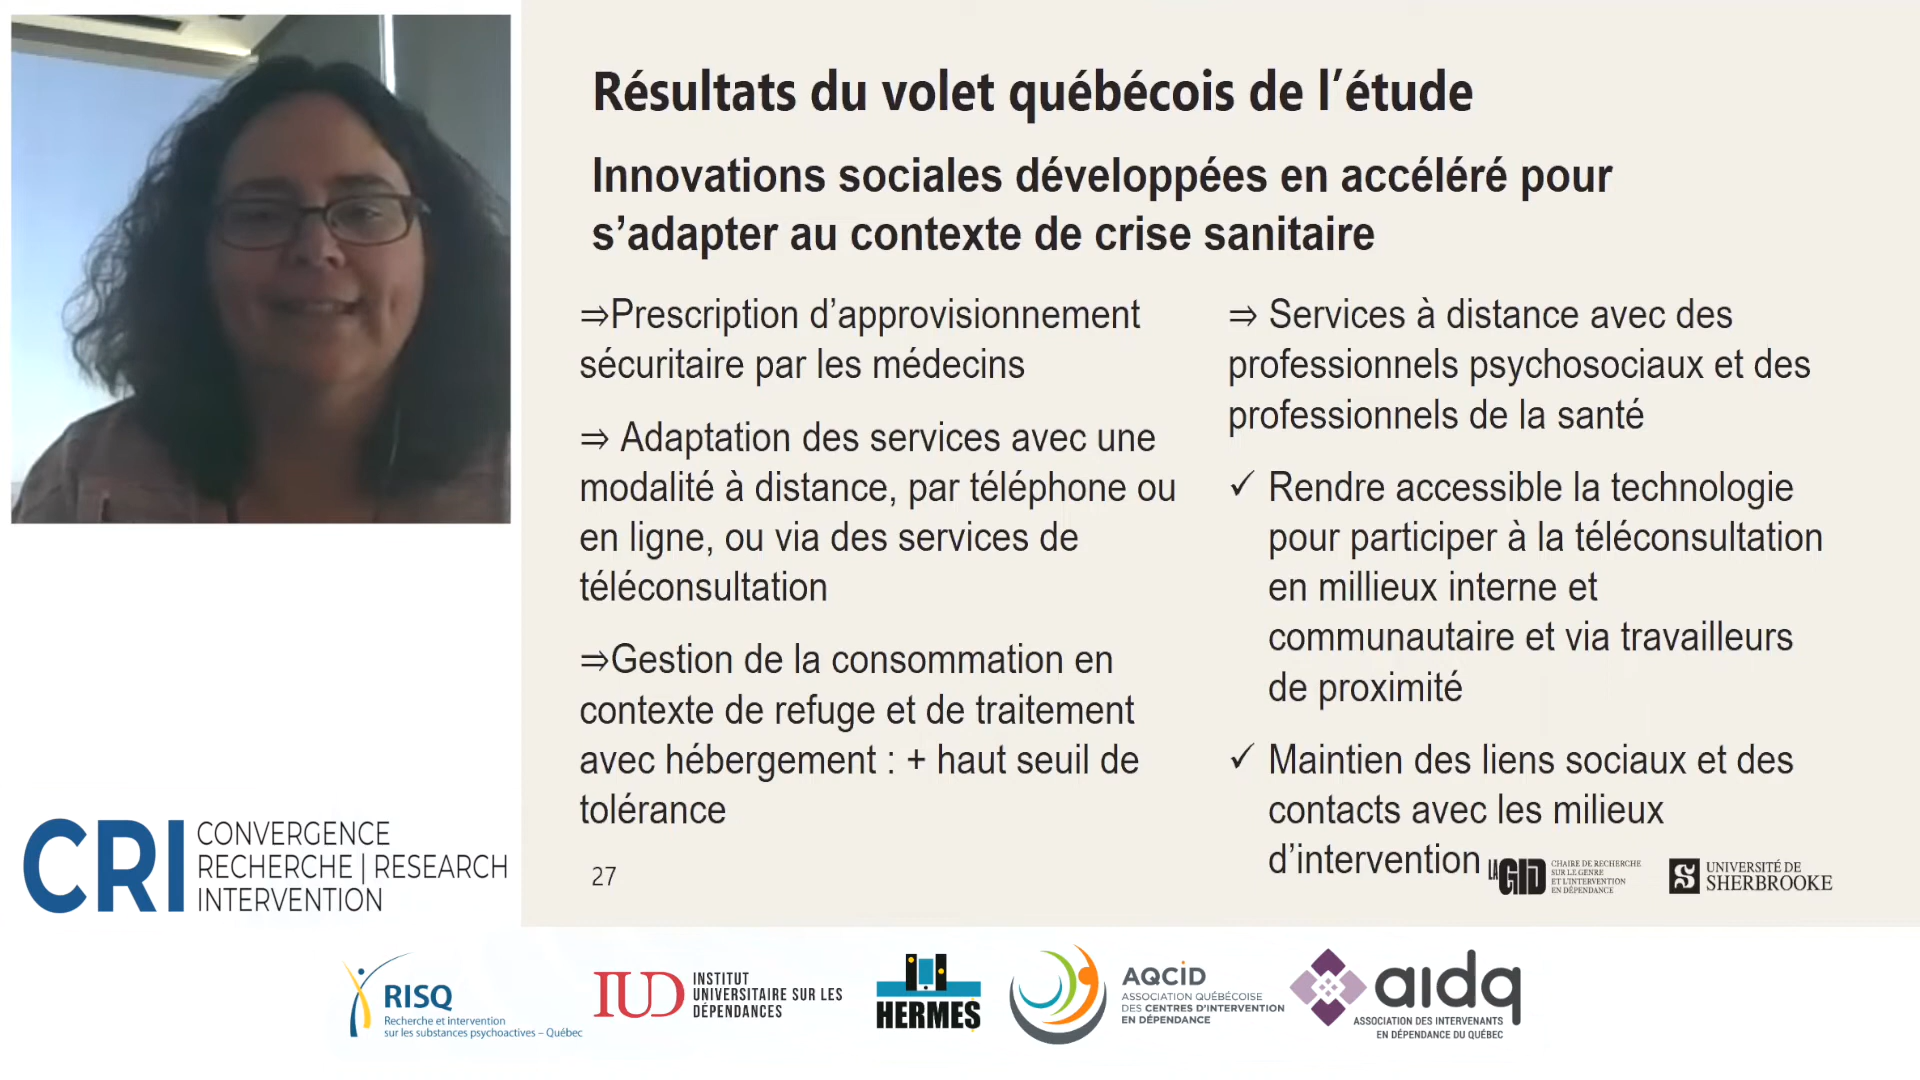 Résultats du volet québécois de l’étude
Innovations sociales développées en accéléré pour
s’adapter au contexte de crise sanitaire
⇒Prescription d’approvisionnement
sécuritaire par les médecins
⇒ Adaptation des services avec une
modalité à distance, par téléphone ou
en ligne, ou via des services de
téléconsultation
⇒Gestion de la consommation en
contexte de refuge et de traitement
avec hébergement : + haut seuil de
tolérance
⇒ Services à distance avec des
professionnels psychosociaux et des
professionnels de la santé
✓ Rendre accessible la technologie
pour participer à la téléconsultation
en millieux interne et
communautaire et via travailleurs
de proximité
✓ Maintien des liens sociaux et des
contacts avec les milieux
d’intervention
27
LA GID
CHAIRE DE RECHERCHE
SUR LE GENRE
ET L’INTERVENTION
EN DÉPENDANCE
UNIVERSITÉ DE
SHERBROOKE
CRI
CONVERGENCE
RECHERCHE | RESEARCH
INTERVENTION
RISQ
Recherche et intervention
sur les substances psychoactives – Québec
IUD
INSTITUT
UNIVERSITAIRE SUR LES
DÉPENDANCES
HERMES
AQCID
ASSOCIATION QUÉBÉCOISE
DES CENTRES D’INTERVENTION
EN DÉPENDANCE
aidq
ASSOCIATION DES INTERVENANTS
EN DÉPENDANCE DU QUÉBEC